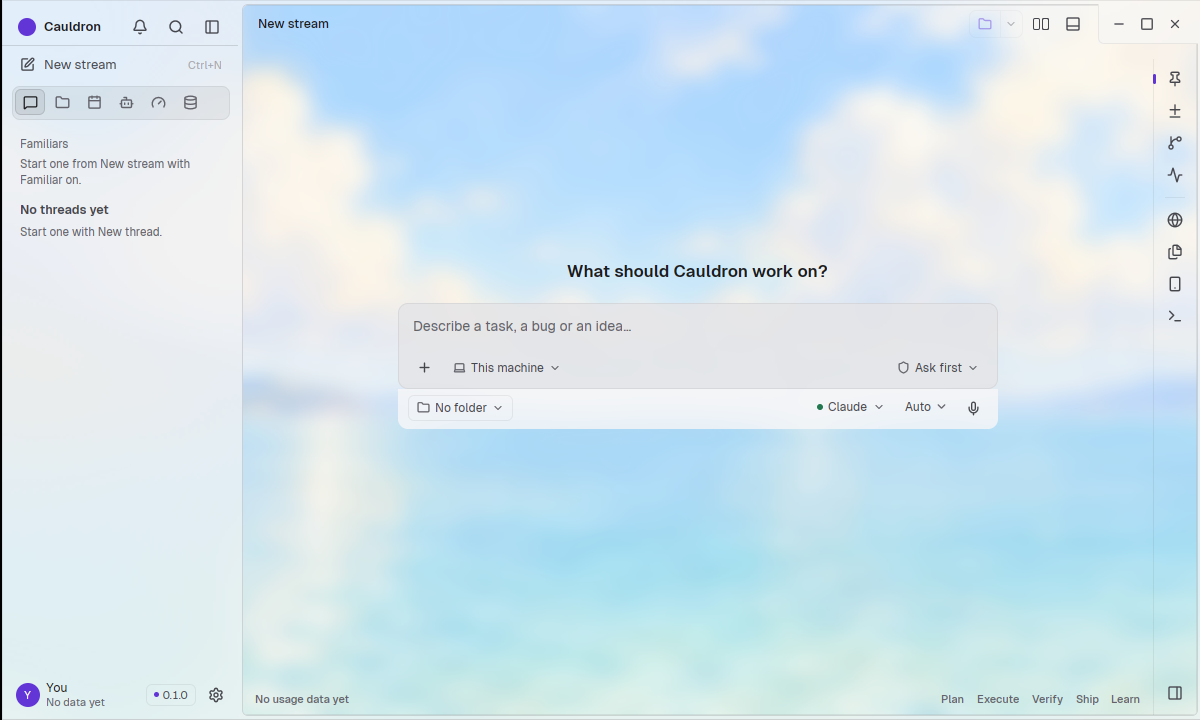 Cauldron
New stream
Ctrl+N
Familiars
Start one from New stream with
Familiar on.
No threads yet
Start one with New thread.
Y
You
No data yet
0.1.0
New stream
What should Cauldron work on?
Describe a task, a bug or an idea…
This machine
Ask first
No folder
Claude
Auto
No usage data yet
Plan
Execute
Verify
Ship
Learn